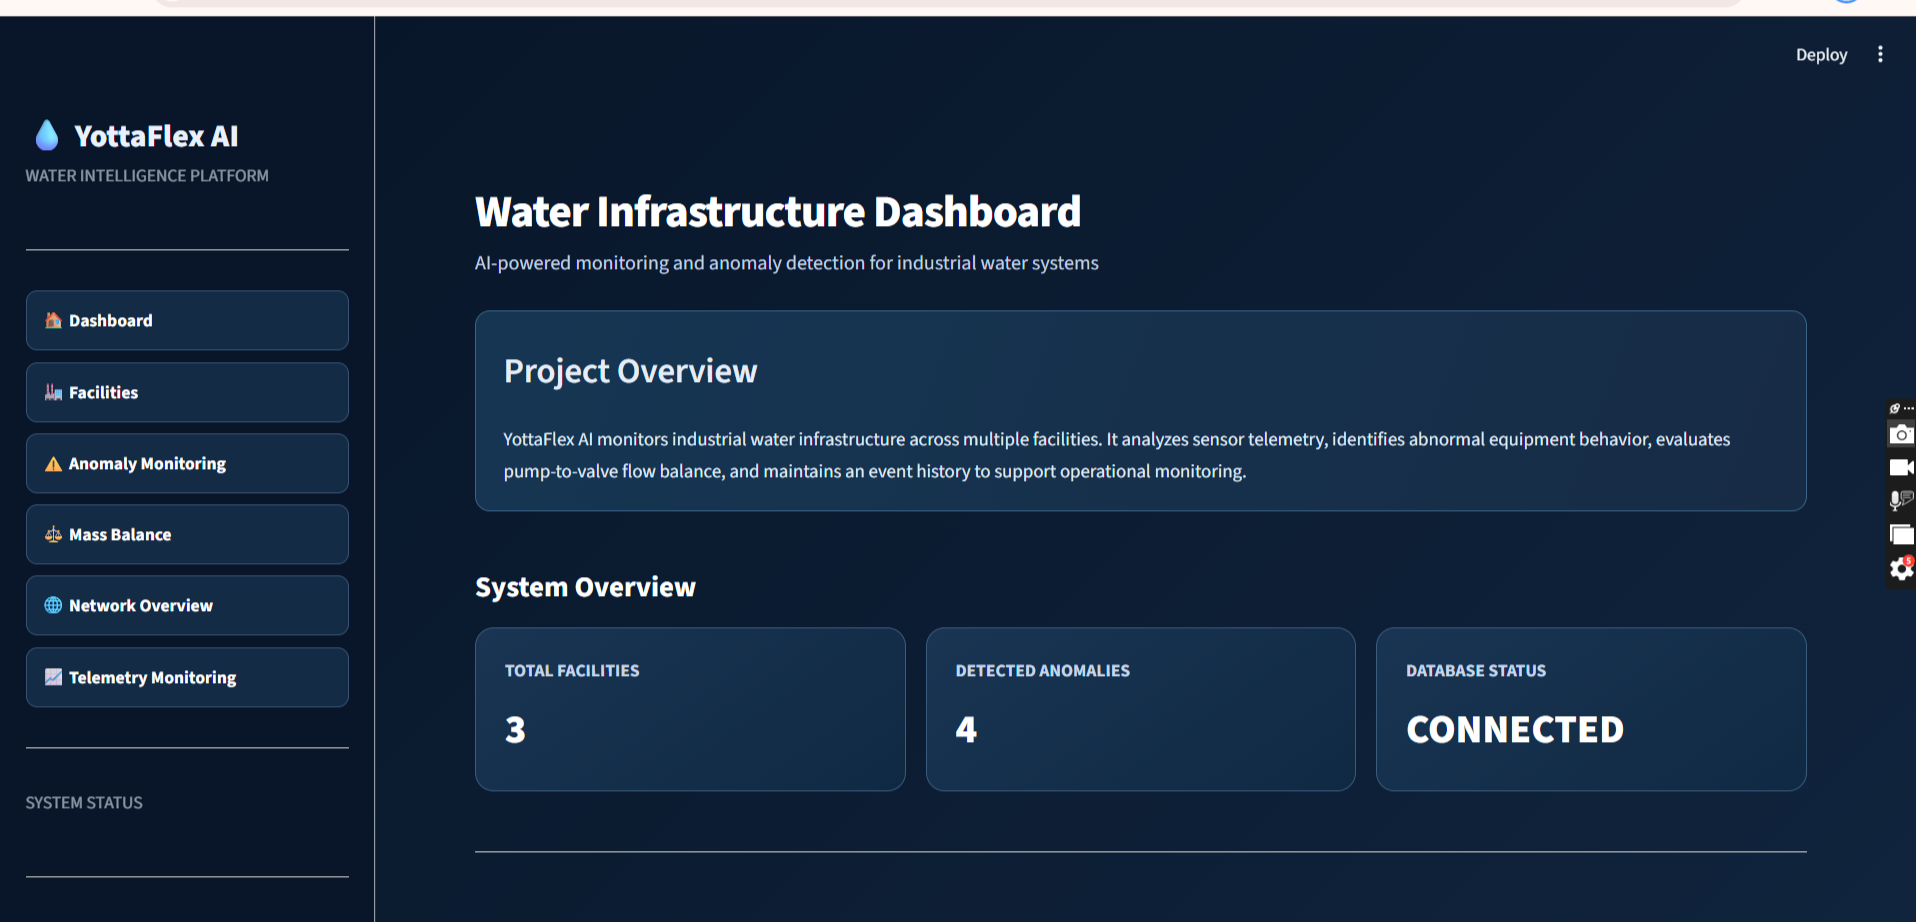 Deploy
YottaFlex AI
WATER INTELLIGENCE PLATFORM
Dashboard
Facilities
Anomaly Monitoring
Mass Balance
Network Overview
Telemetry Monitoring
SYSTEM STATUS
Water Infrastructure Dashboard
AI-powered monitoring and anomaly detection for industrial water systems
Project Overview
YottaFlex AI monitors industrial water infrastructure across multiple facilities. It analyzes sensor telemetry, identifies abnormal equipment behavior, evaluates
pump-to-valve flow balance, and maintains an event history to support operational monitoring.
System Overview
TOTAL FACILITIES
3
DETECTED ANOMALIES
4
DATABASE STATUS
CONNECTED
5